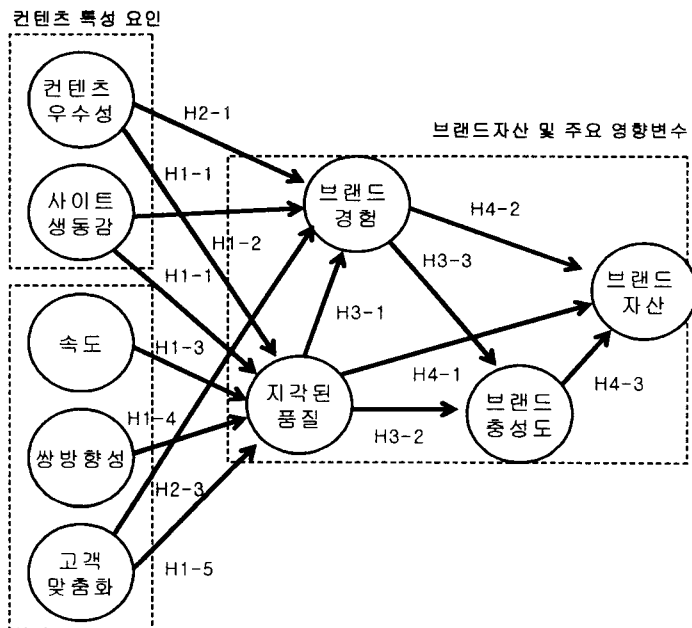 컨텐츠 특성 요인
컨텐츠
우수성
H2-1
브랜드자산 및 주요 영향변수
H1-1
브랜드
경험
사이트
생동감
H4-2
H1-2
H1-1
H3-3
브랜드
자산
H3-1
속도
H1-3
H4-1
H4-3
지각된
품질
브랜드
충성도
H1-4
H3-2
쌍방향성
H2-3
고객
맞춤화
H1-5